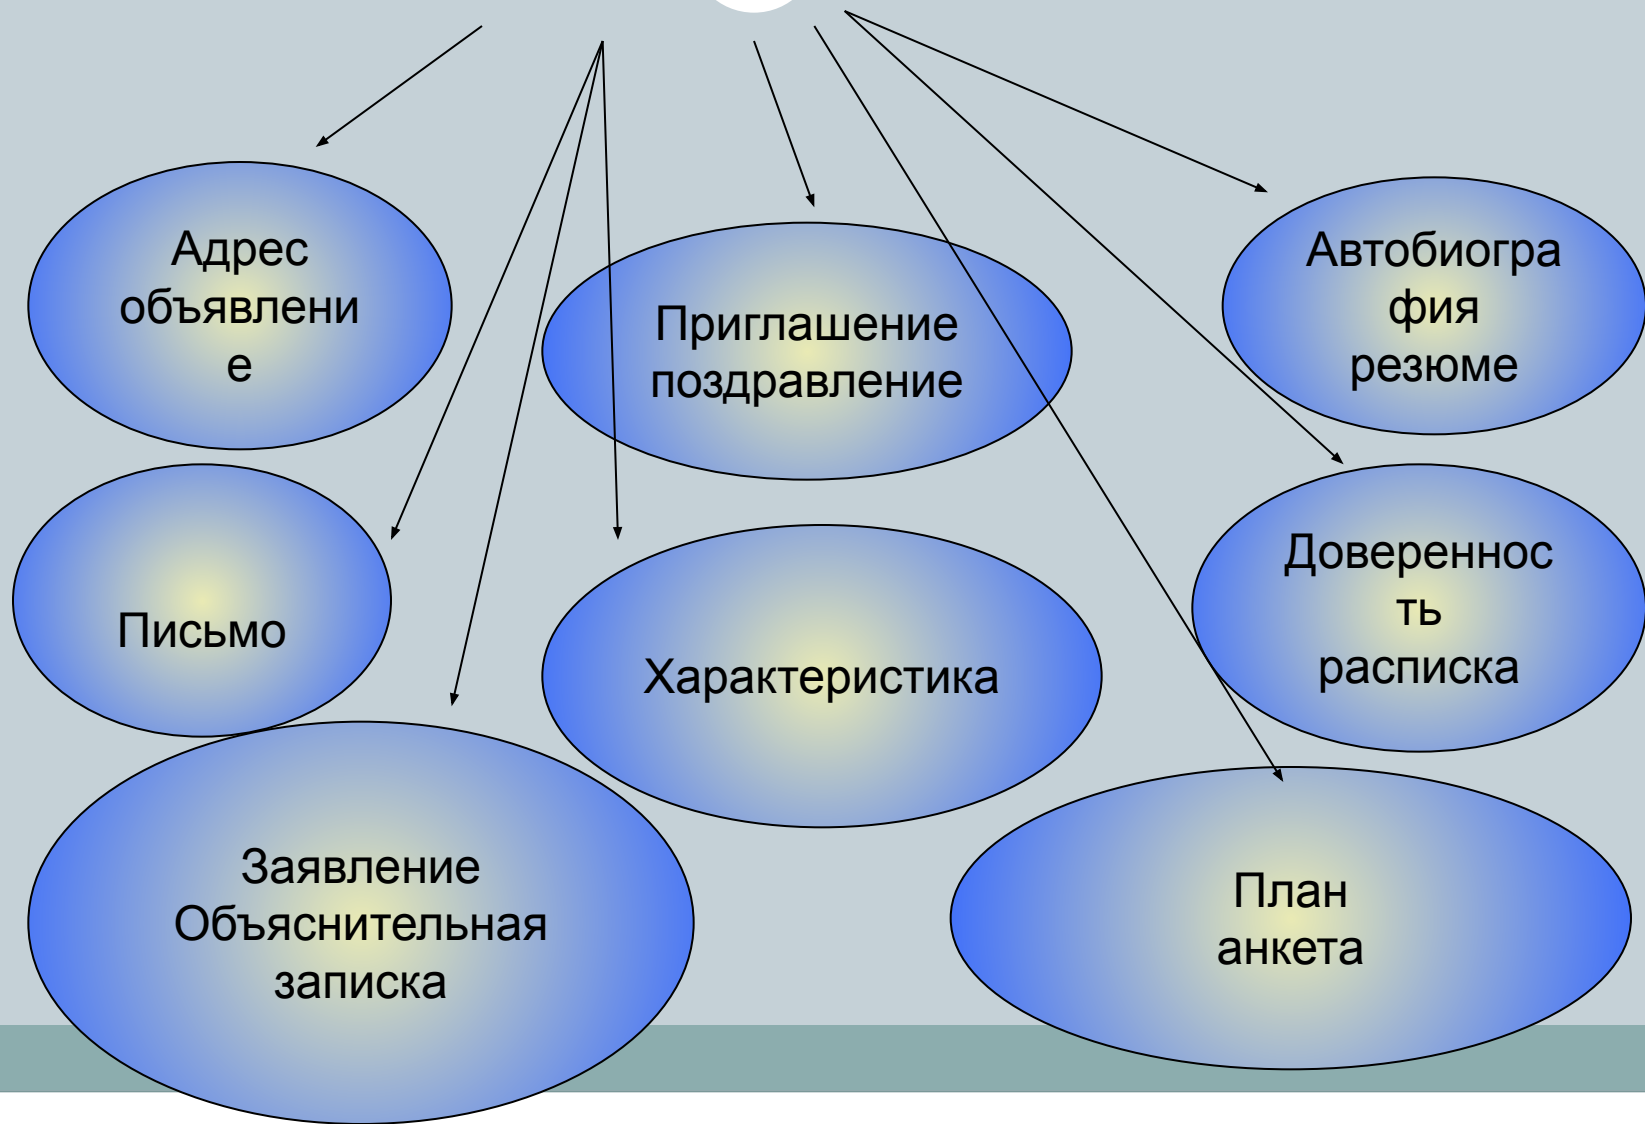 Адрес
объявлени
е
Приглашение
поздравление
Автобиогра
фия
резюме
Письмо
Характеристика
Довереннос
ть
расписка
Заявление
Объяснительная
записка
План
анкета